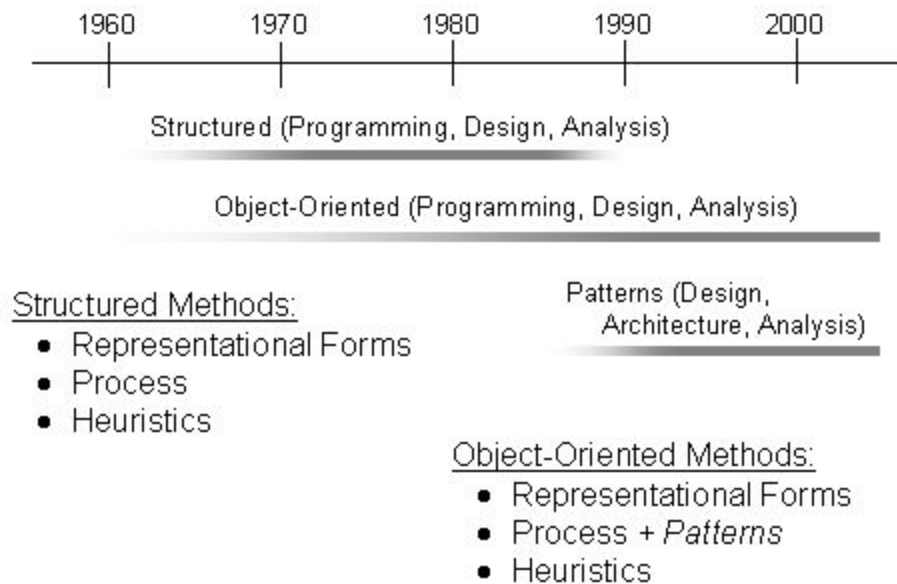 1960 1970 1980 1990 2000
Structured (Programming, Design, Analysis)
Object-Oriented (Programming, Design, Analysis)
Patterns (Design,
Architecture, Analysis)
Structured Methods:
• Representational Forms
• Process
• Heuristics
Object-Oriented Methods:
• Representational Forms
• Process + Patterns
• Heuristics